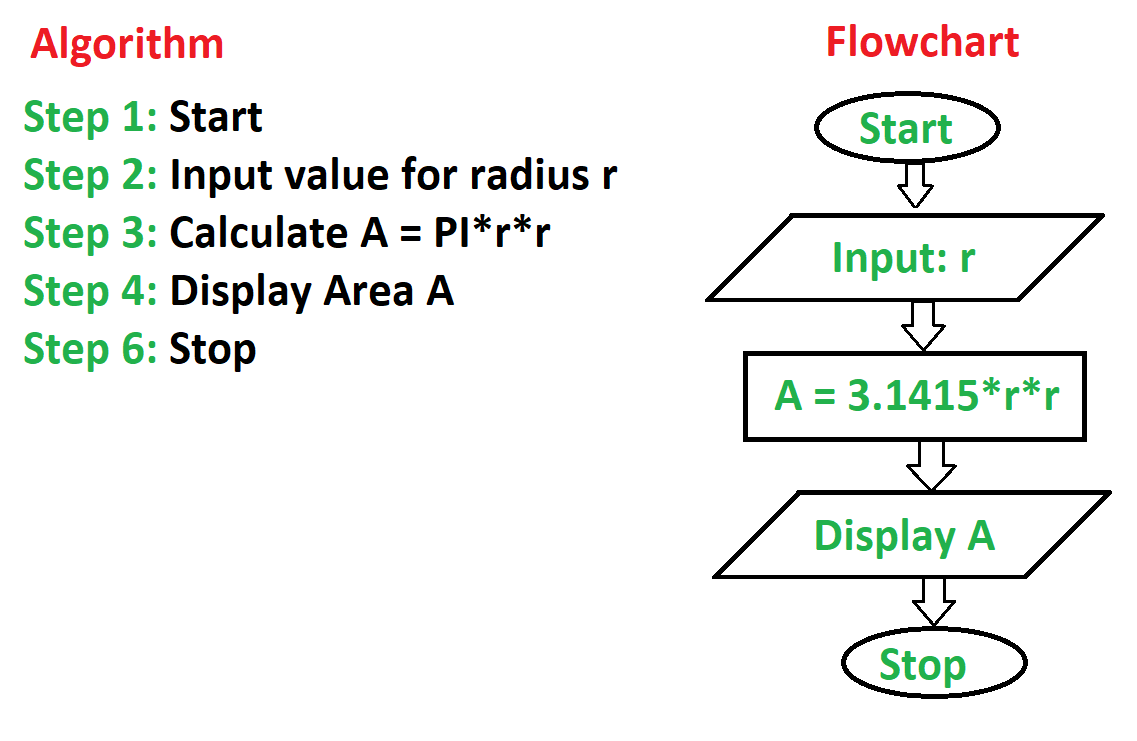 Algorithm
Step 1: Start
Step 2: Input value for radius r
Step 3: Calculate A = PI*r*r
Step 4: Display Area A
Step 6: Stop
Flowchart
Start
Input: r
A = 3.1415*r*r
Display A
Stop